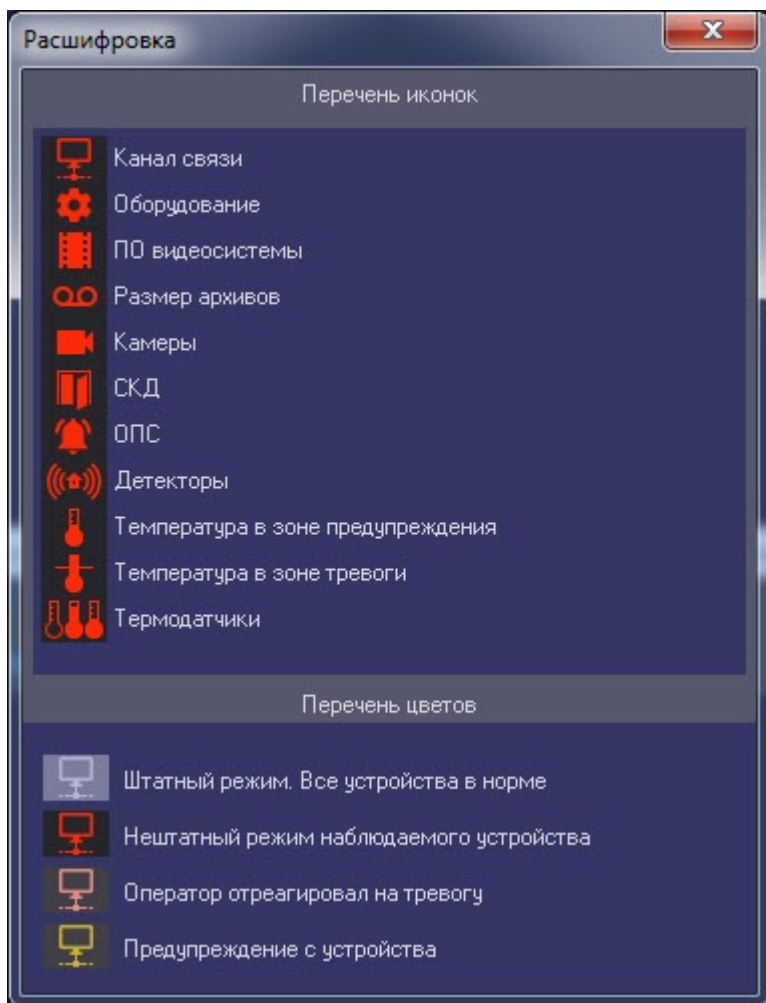 Расшифровка
Перечень иконок
Канал связи
Оборудование
ПО видеосистемы
Размер архивов
Камеры
СКД
ОПС
Детекторы
Температура в зоне предупреждения
Температура в зоне тревоги
Термодатчики
Перечень цветов
Штатный режим. Все устройства в норме
Нештатный режим наблюдаемого устройства
Оператор отреагировал на тревогу
Предупреждение с устройства